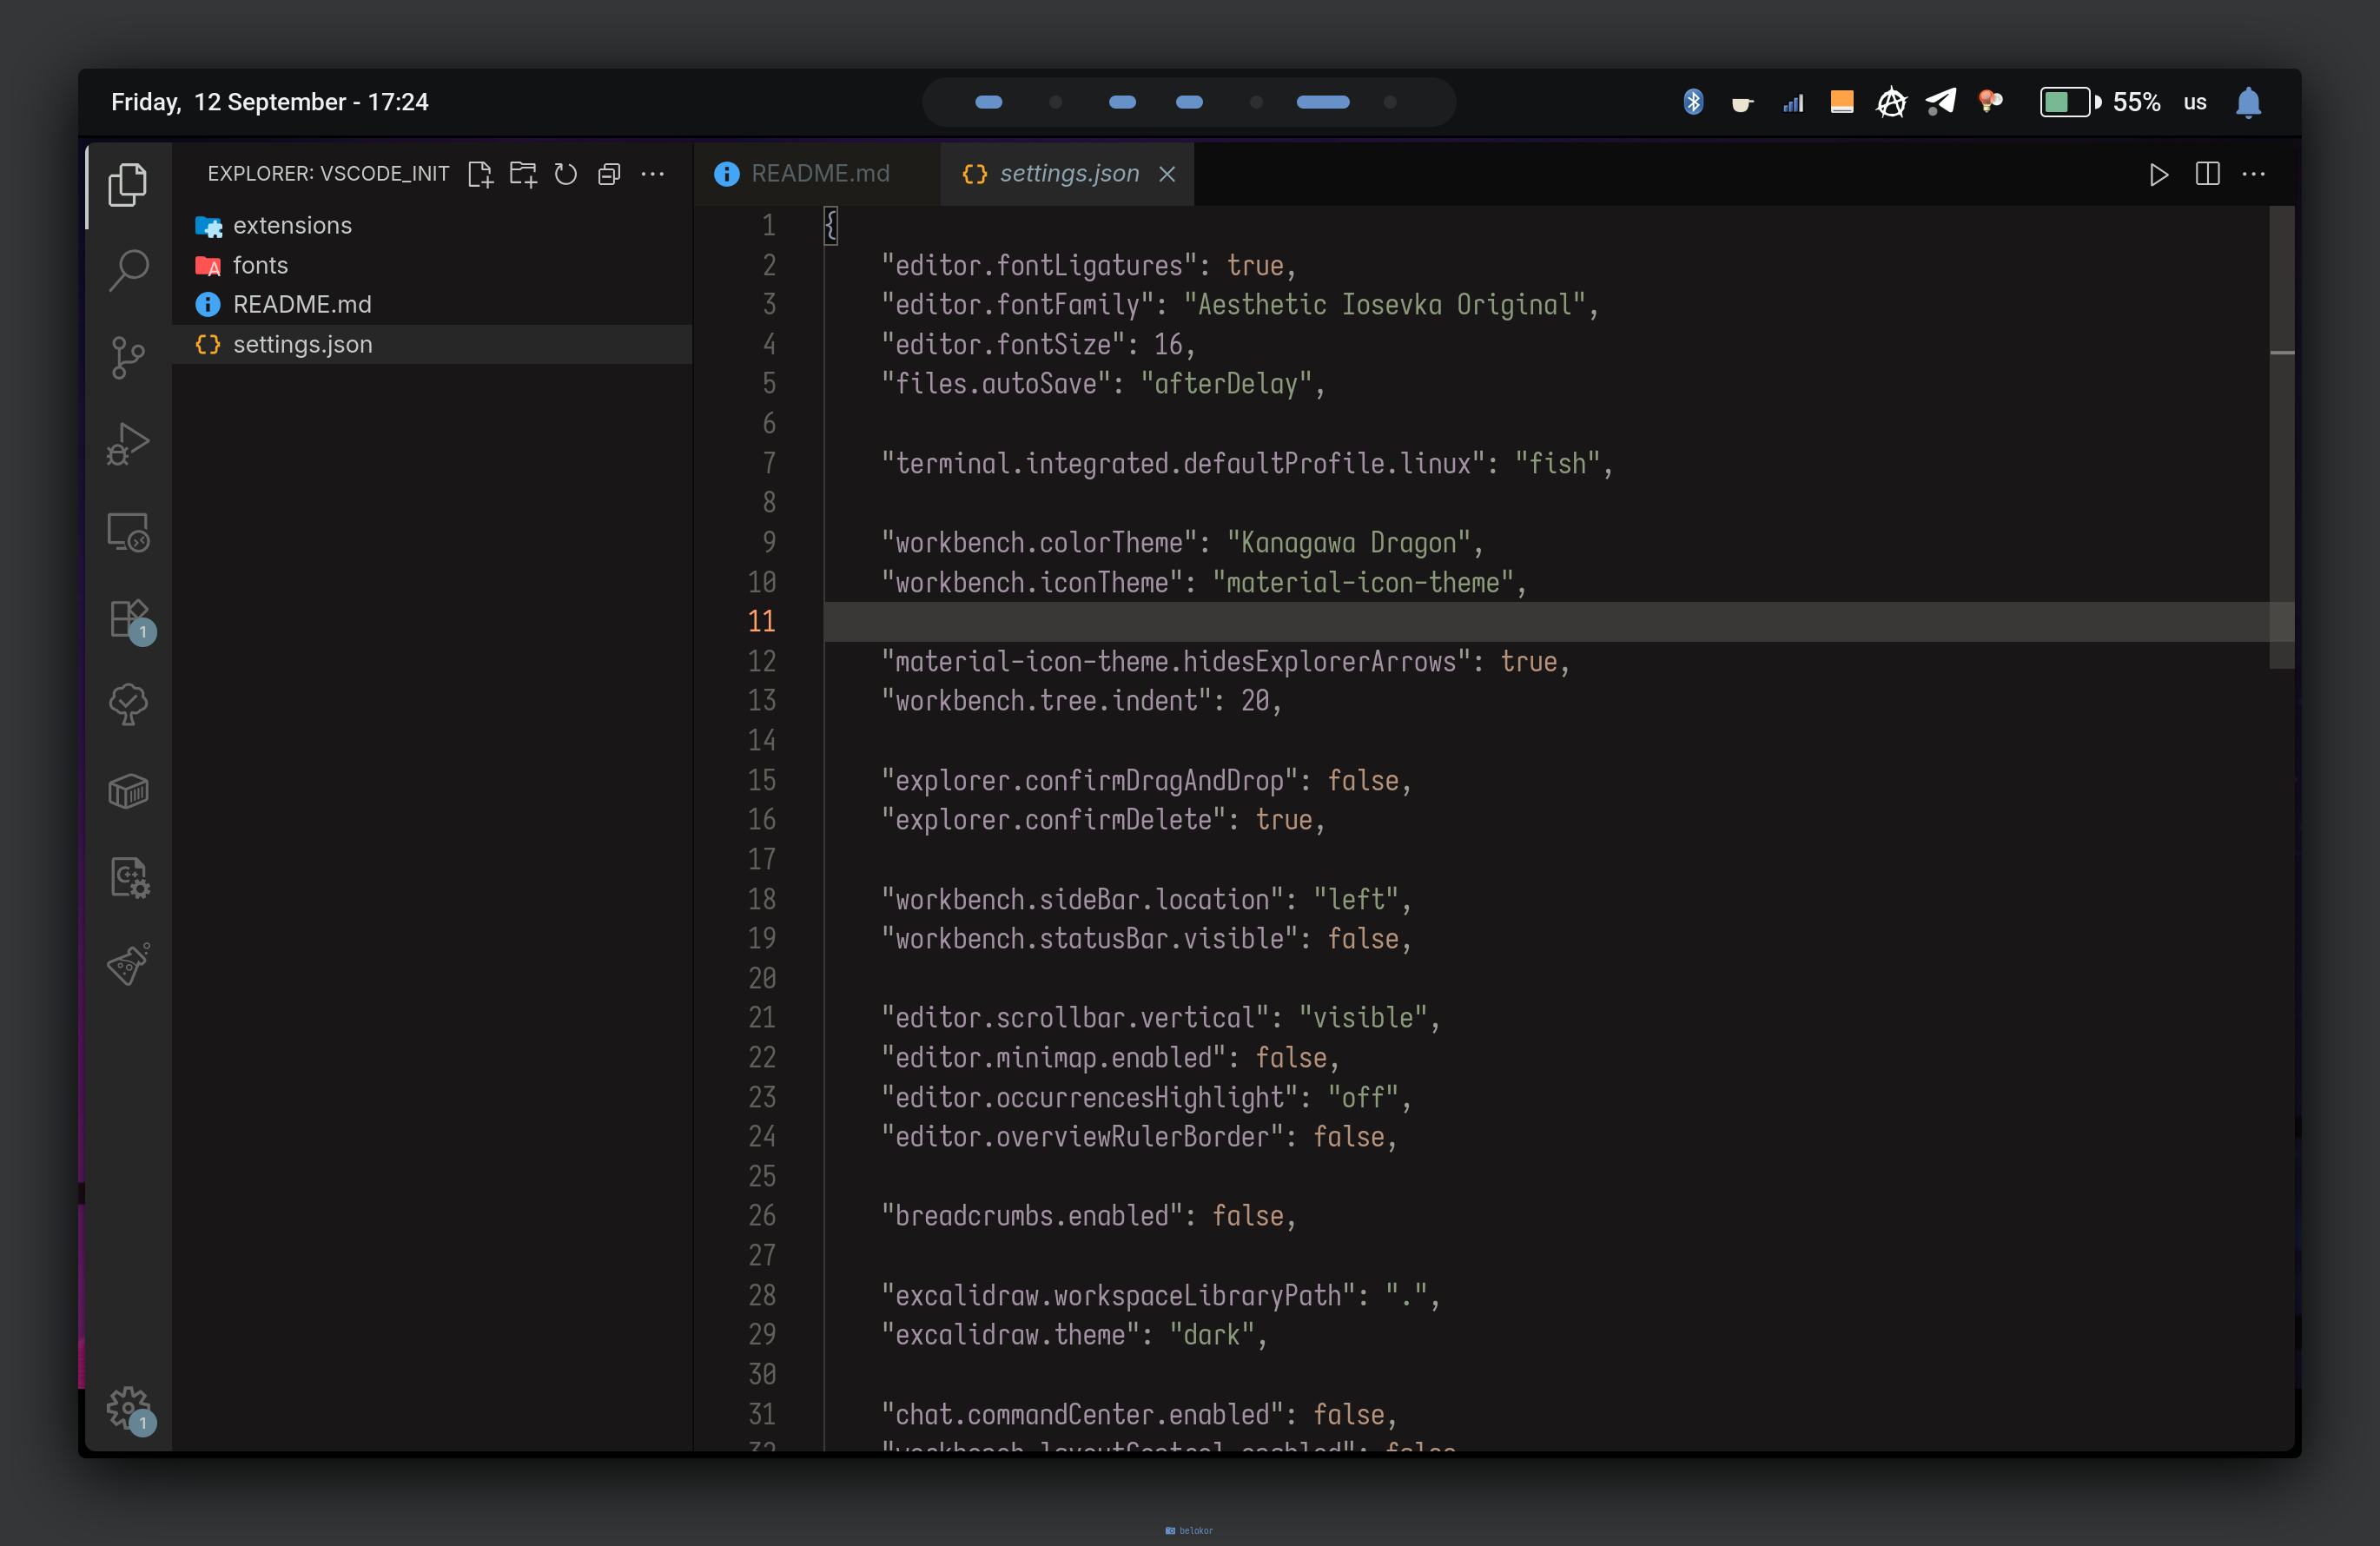 Friday, 12 September - 17:24
55% us
EXPLORER: VSCODE_INIT
extensions
fonts
README.md
settings.json
1
1
README.md
settings.json
1 {
2 "editor.fontLigatures": true,
3 "editor.fontFamily": "Aesthetic Iosevka Original",
4 "editor.fontSize": 16,
5 "files.autoSave": "afterDelay",
6
7 "terminal.integrated.defaultProfile.linux": "fish",
8
9 "workbench.colorTheme": "Kanagawa Dragon",
10 "workbench.iconTheme": "material-icon-theme",
11
12 "material-icon-theme.hidesExplorerArrows": true,
13 "workbench.tree.indent": 20,
14
15 "explorer.confirmDragAndDrop": false,
16 "explorer.confirmDelete": true,
17
18 "workbench.sideBar.location": "left",
19 "workbench.statusBar.visible": false,
20
21 "editor.scrollbar.vertical": "visible",
22 "editor.minimap.enabled": false,
23 "editor.occurrencesHighlight": "off",
24 "editor.overviewRulerBorder": false,
25
26 "breadcrumbs.enabled": false,
27
28 "excalidraw.workspaceLibraryPath": ".",
29 "excalidraw.theme": "dark",
30
31 "chat.commandCenter.enabled": false,
32 "workbench.layoutControl.enabled": false
belokor